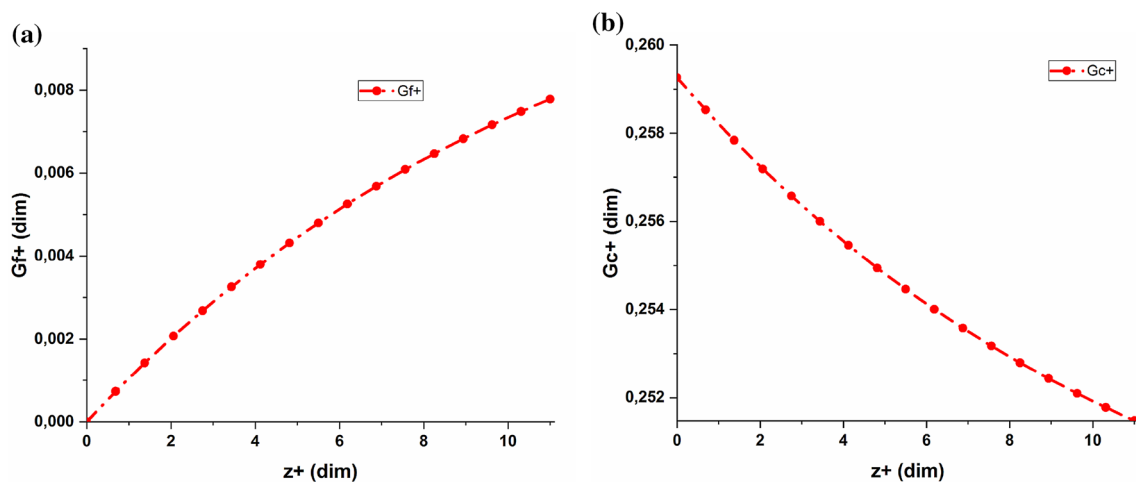 (a)
Gf+
Gf+ (dim)
0,008
0,006
0,004
0,002
0,000
0 2 4 6 8 10
z+ (dim)
(b)
Gc+
Gc+ (dim)
0,260
0,258
0,256
0,254
0,252
0 2 4 6 8 10
z+ (dim)